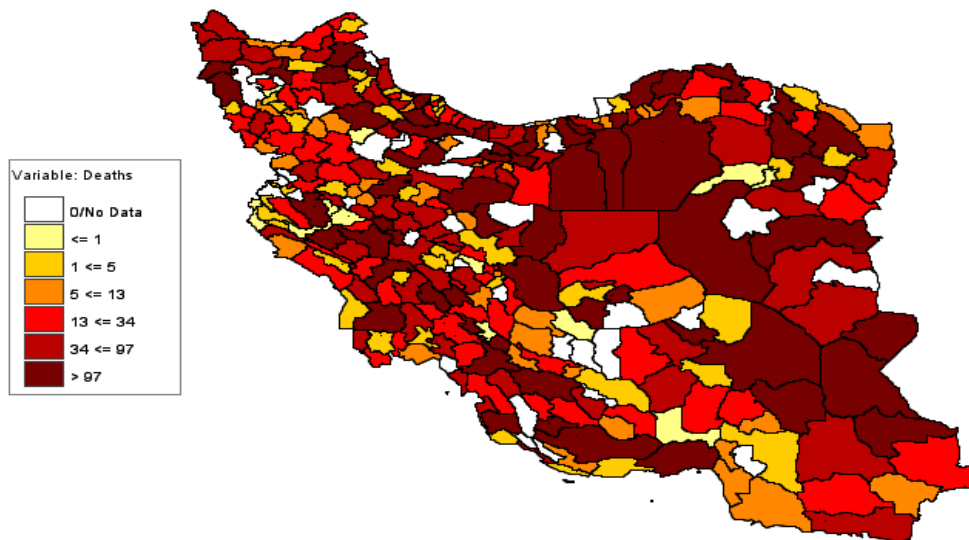 Variable: Deaths
0/No Data
<= 1
1 <= 5
5 <= 13
13 <= 34
34 <= 97
> 97